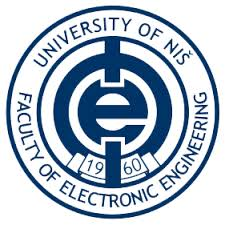 UNIVERSITY OF NIŠ
e
19 60
FACULTY OF ELECTRONIC ENGINEERING